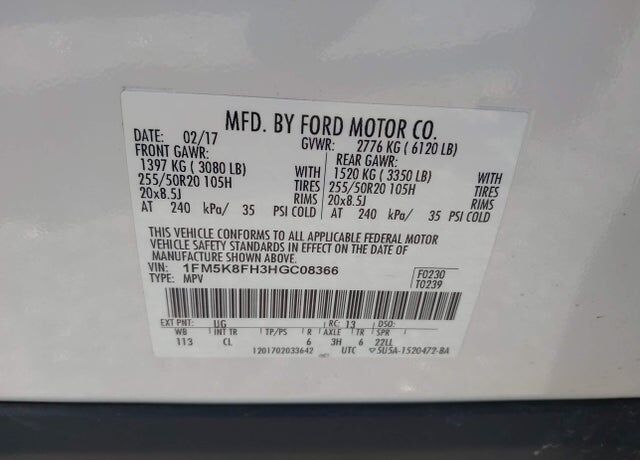 MFD. BY FORD MOTOR CO.
DATE: 02/17 GVWR: 2776 KG ( 6120 LB)
FRONT GAWR: REAR GAWR:
1397 KG ( 3080 LB) WITH 1520 KG ( 3350 LB) WITH
255/50R20 105H TIRES 255/50R20 105H TIRES
20x8.5J RIMS 20x8.5J RIMS
AT 240 kPa/ 35 PSI COLD AT 240 kPa/ 35 PSI COLD
THIS VEHICLE CONFORMS TO ALL APPLICABLE FEDERAL MOTOR
VEHICLE SAFETY STANDARDS IN EFFECT ON THE DATE OF
MANUFACTURE SHOWN ABOVE.
VIN: 1FM5K8FH3HGC08366 F0230
TYPE: MPV T0239
EXT PNT: UG RC: 13 DSO:
WB INT TR TP/PS R AXLE TR SPR
113 CL 6 3H 6 22LL
1201702033642 UTC ▽5U5A-1520472-BA